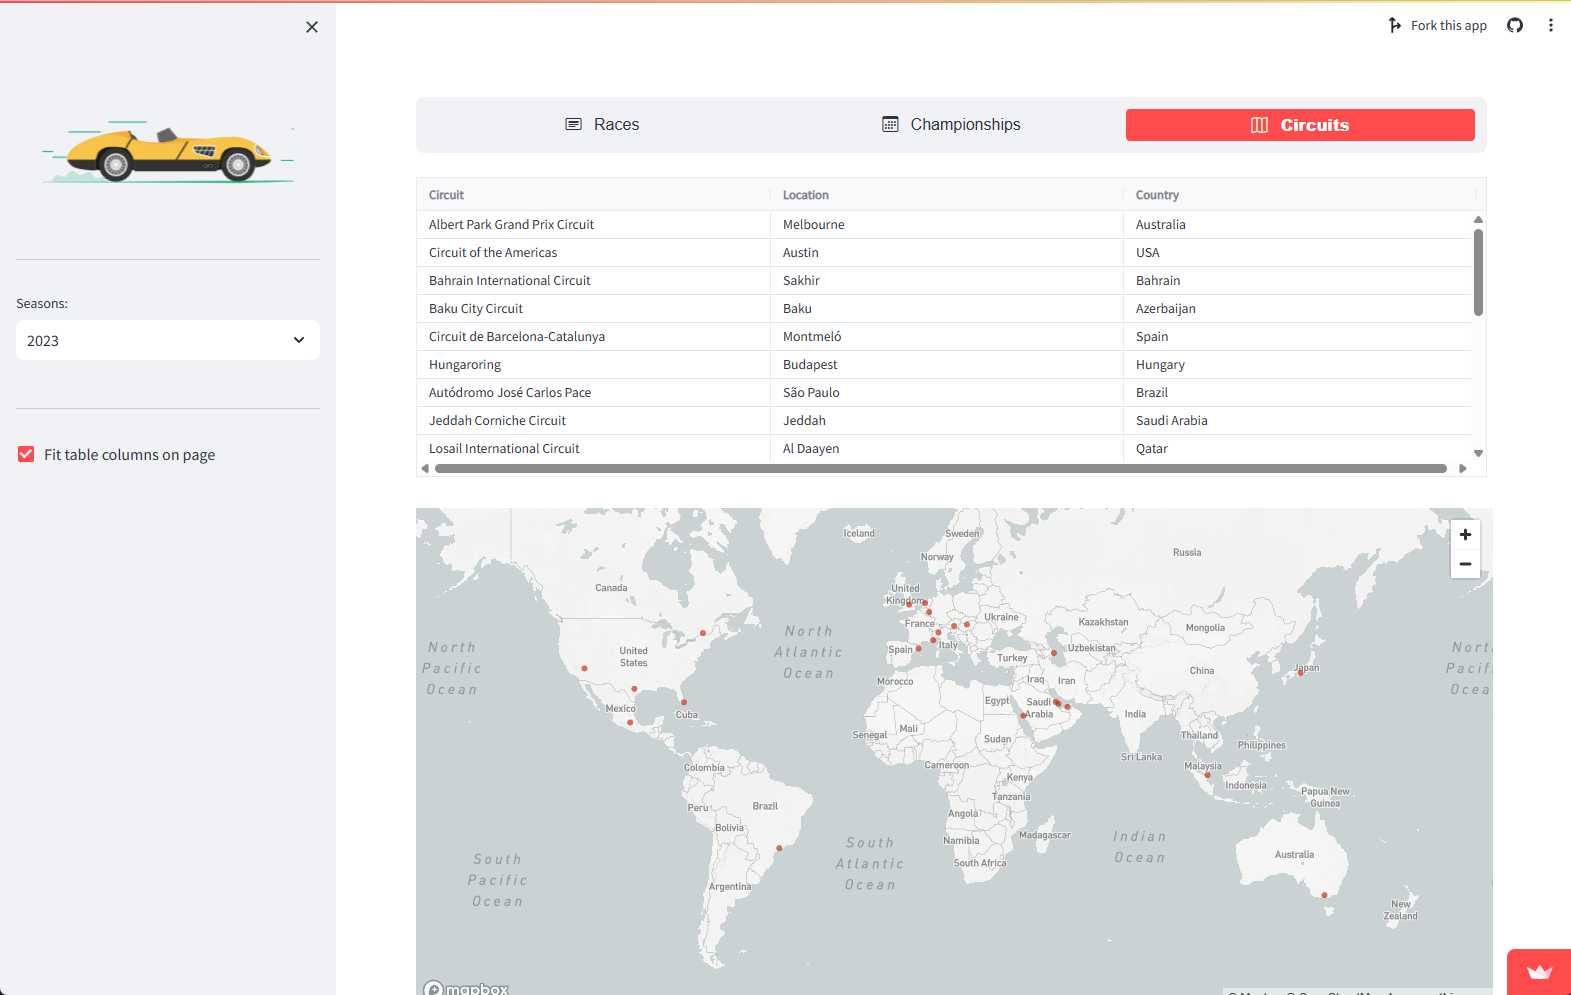 Fork this app
Seasons:
2023
Fit table columns on page
Races
Championships
Circuits
Circuit Location Country
Albert Park Grand Prix Circuit Melbourne Australia
Circuit of the Americas Austin USA
Bahrain International Circuit Sakhir Bahrain
Baku City Circuit Baku Azerbaijan
Circuit de Barcelona-Catalunya Montmeló Spain
Hungaroring Budapest Hungary
Autódromo José Carlos Pace São Paulo Brazil
Jeddah Corniche Circuit Jeddah Saudi Arabia
Losail International Circuit Al Daayen Qatar
Iceland
Sweden
Norway
Russia
Canada
United
Kingdom
France
Ukraine
Kazakhstan
Mongolia
North
Pacific
Ocean
North
Atlantic
Ocean
United
States
Spain
Italy
Turkey
Uzbekistan
China
Japan
Morocco
Iraq
Iran
Mexico
Cuba
Egypt
Saudi
Arabia
India
Senegal
Mali
Sudan
Thailand
Philippines
Sri Lanka
Colombia
Cameroon
Kenya
Malaysia
Indonesia
Papua New
Guinea
Peru
Brazil
Tanzania
Angola
Bolivia
Namibia
Madagascar
South Africa
Indian
Ocean
Australia
South
Atlantic
Ocean
South
Pacific
Ocean
Argentina
New
Zealand
mapbox